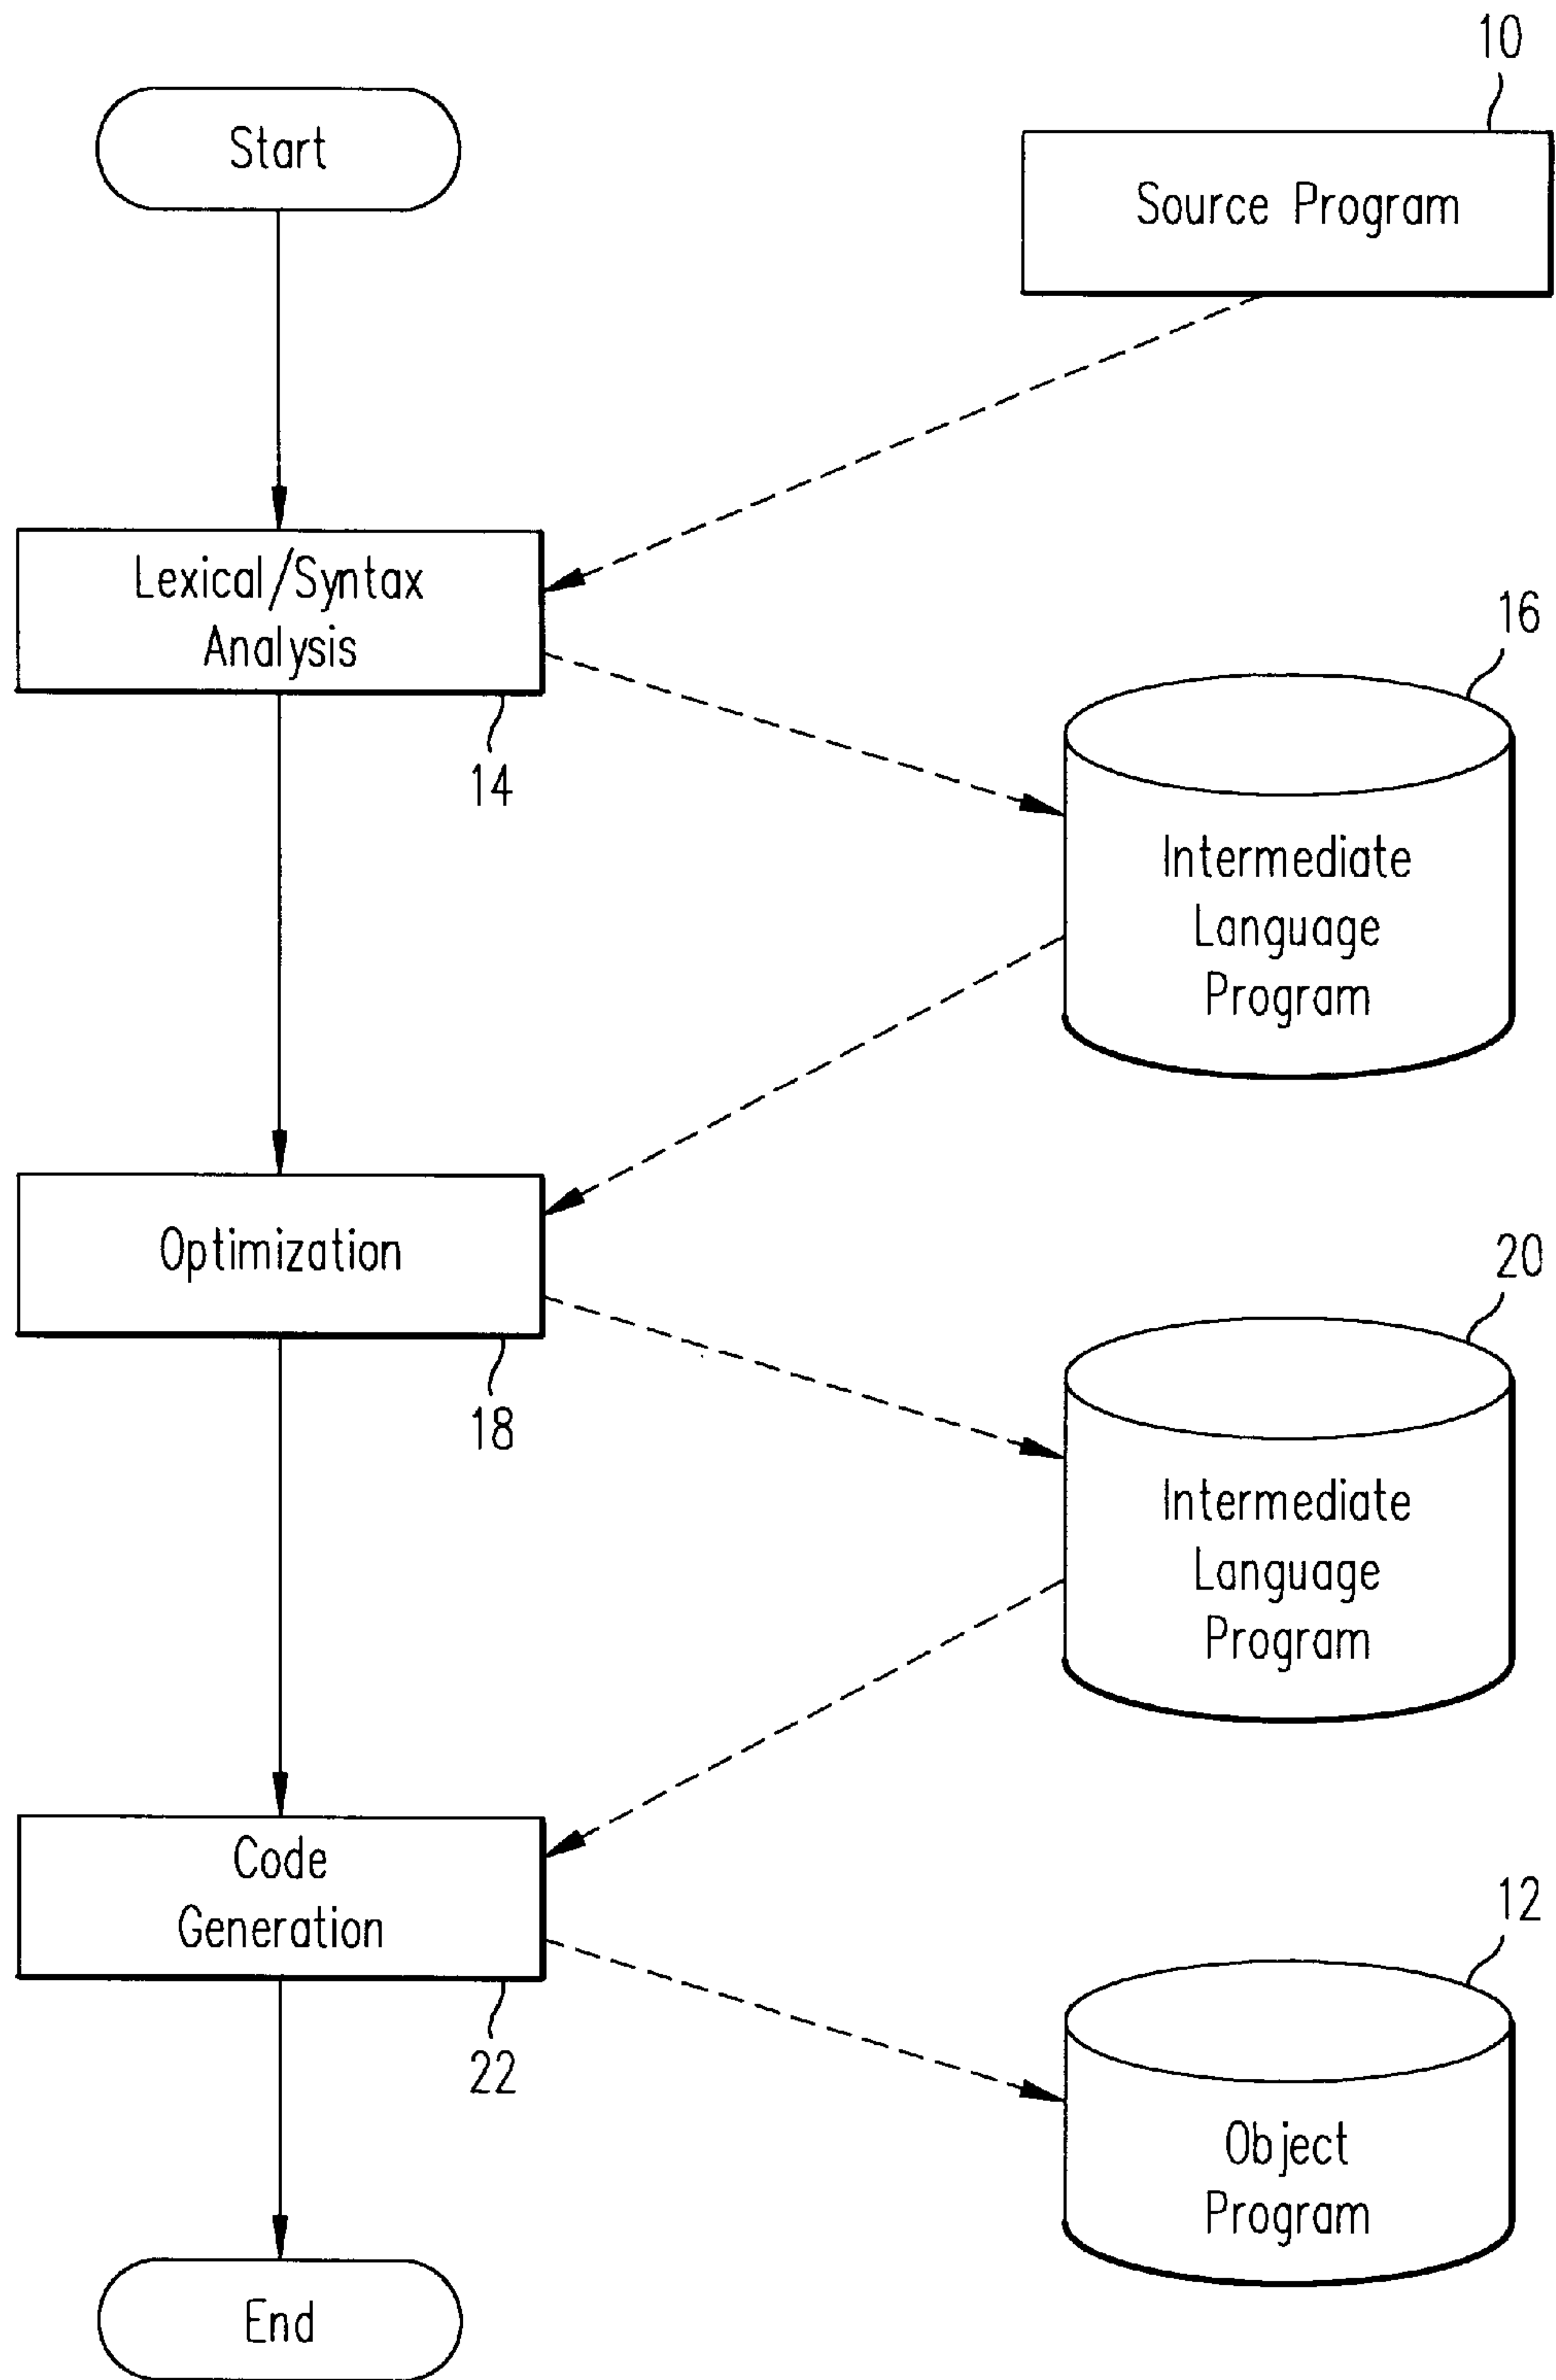 10
Start
Source Program
Lexical/Syntax
Analysis
14
16
Intermediate
Language
Program
Optimization
18
20
Intermediate
Language
Program
Code
Generation
22
12
Object
Program
End